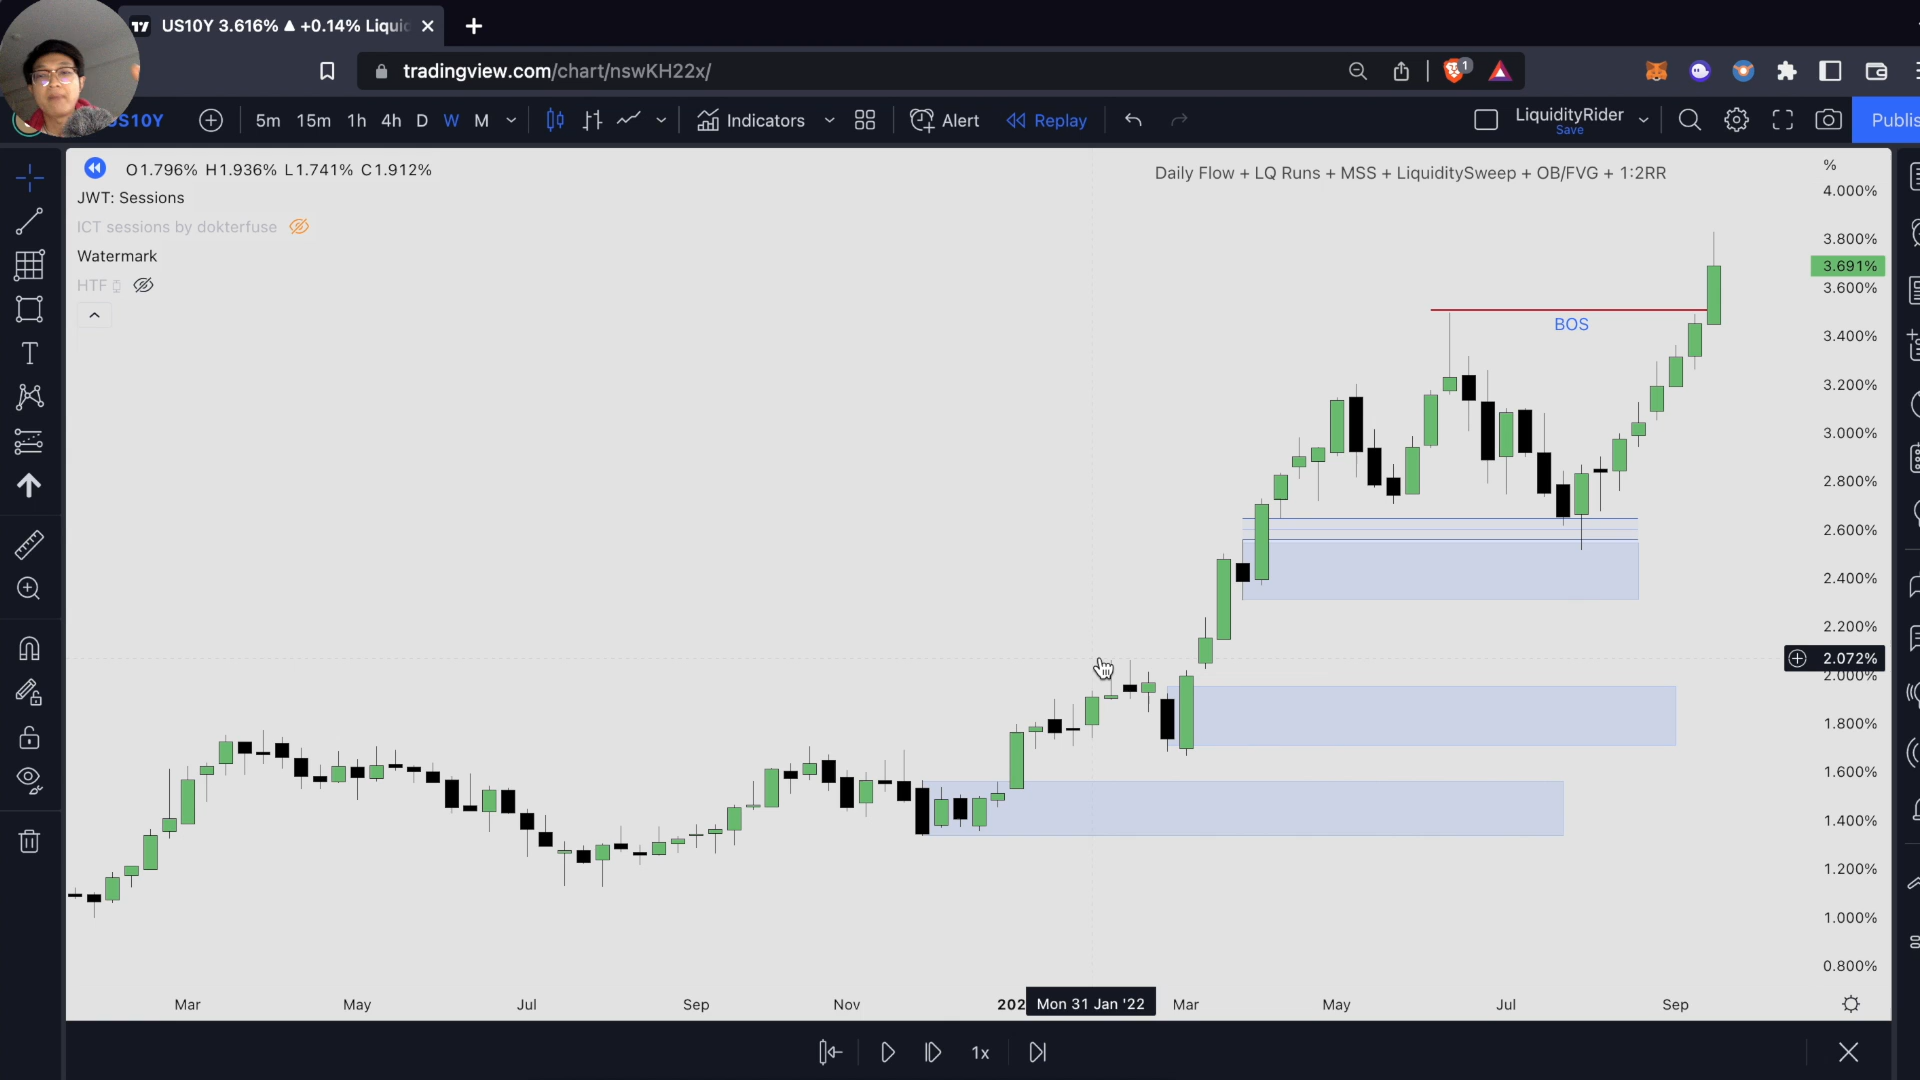 US10Y 3.616% ▲ +0.14% Liqui
tradingview.com/chart/nswKH22x/
1
US10Y
5m 15m 1h 4h D W M
Indicators
Alert
Replay
LiquidityRider
Save
Publis
O1.796% H1.936% L1.741% C1.912%
Daily Flow + LQ Runs + MSS + LiquiditySweep + OB/FVG + 1:2RR
JWT: Sessions
ICT sessions by dokterfuse
Watermark
HTF
BOS
%
4.000%
3.800%
3.691%
3.600%
3.400%
3.200%
3.000%
2.800%
2.600%
2.400%
2.200%
2.072%
2.000%
1.800%
1.600%
1.400%
1.200%
1.000%
0.800%
Mar May Jul Sep Nov 202 Mon 31 Jan '22 Mar May Jul Sep
1x